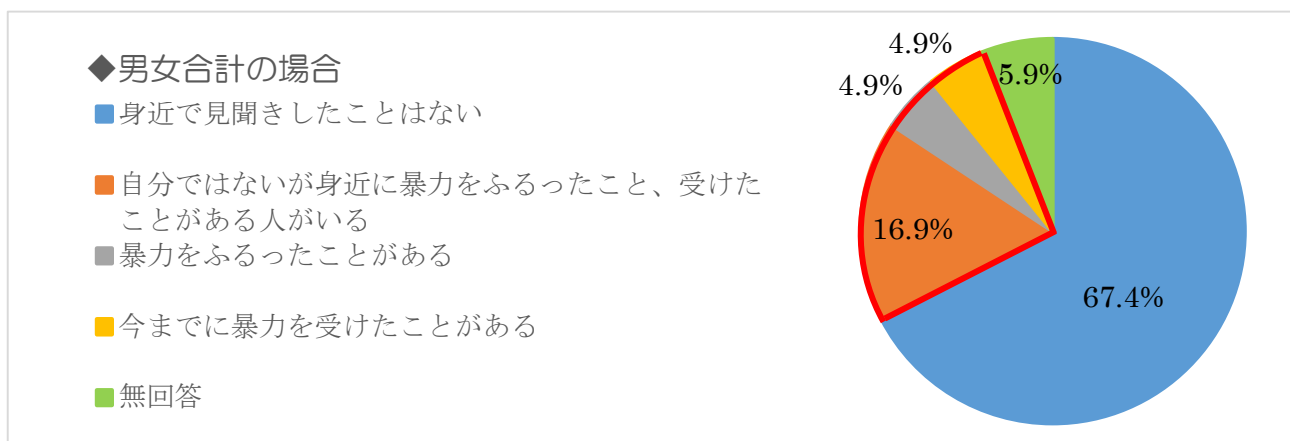 ◆男女合計の場合
身近で見聞きしたことはない
自分ではないが身近に暴力をふるったこと、受けた
ことがある人がいる
暴力をふるったことがある
今までに暴力を受けたことがある
無回答
4.9%
4.9%
5.9%
16.9%
67.4%